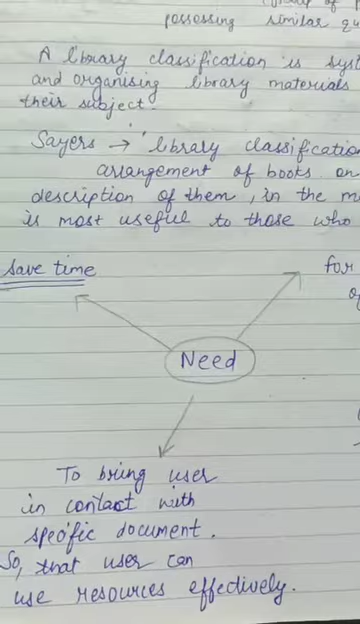 possessing similar
A library classification is
and organising library materials
their subject.
Sayers → "library classification
arrangement of books on
description of them, in the
is most useful to those who
save time
for
Need
To bring user
in contact with
specific document.
So, that user can
use resources effectively.